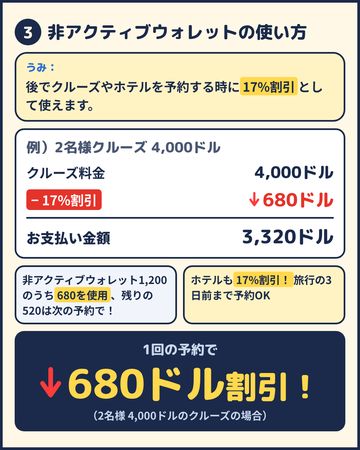 3 非アクティブウォレットの使い方
うみ：
後でクルーズやホテルを予約する時に17%割引とし
て使えます。
例）2名様クルーズ 4,000ドル
クルーズ料金 4,000ドル
− 17%割引 ↓680ドル
お支払い金額 3,320ドル
非アクティブウォレット1,200
のうち680を使用、残りの
520は次の予約で！
ホテルも17%割引！旅行の3
日前まで予約OK
1回の予約で
↓680ドル割引！
（2名様 4,000ドルのクルーズの場合）